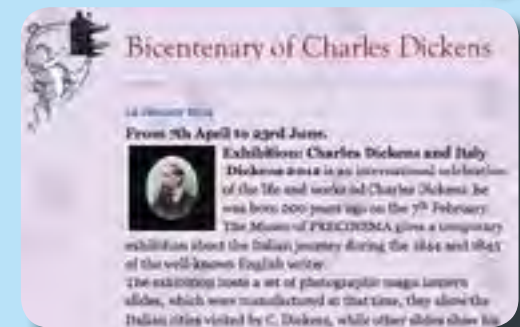 Bicentenary of Charles Dickens
From 7th April to 23rd June.
Exhibition: Charles Dickens and Italy
Dickens 2012 is an international celebration
of the life and works of Charles Dickens he
was born 200 years ago on the 7th February.
The Museo of PRECINEMA gives a temporary
exhibition about the Italian journey during the 1844 and 1845
of the well-known English writer.
The exhibition hosts a set of photographic magic lantern
slides, which were manufactured at that time, they show the
Italian cities visited by C. Dickens, while other slides show his